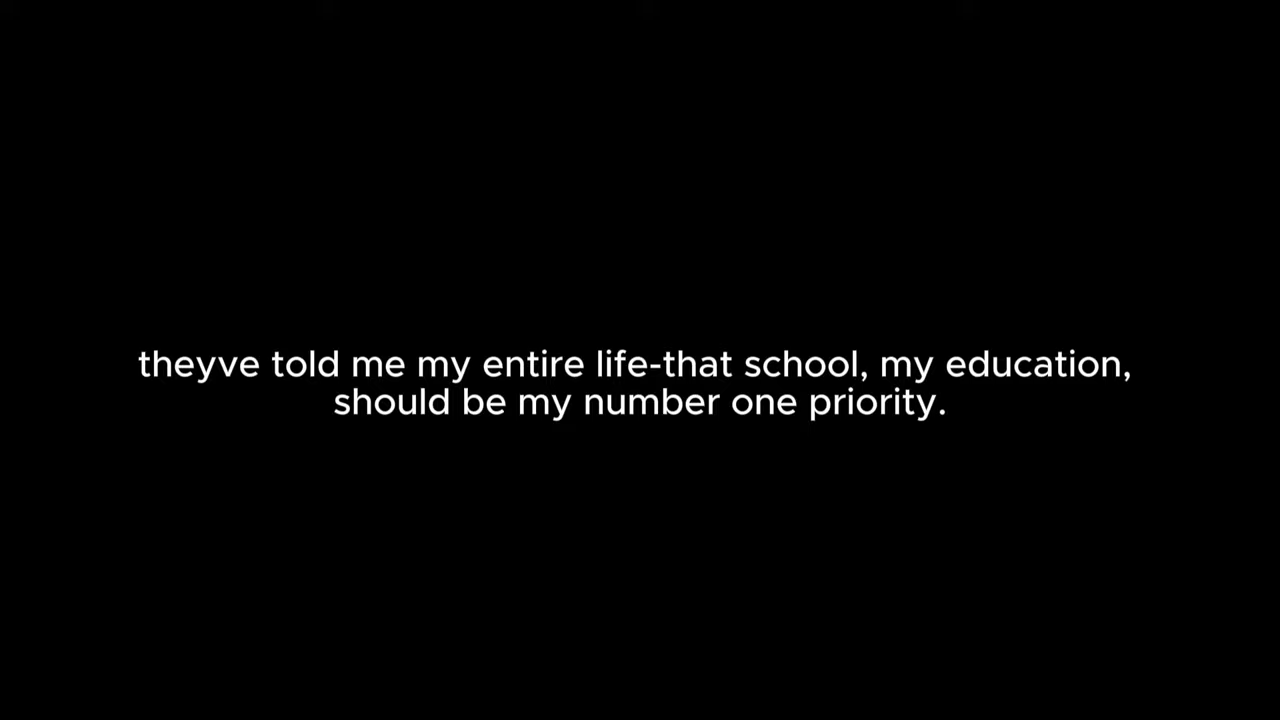 theyve told me my entire life-that school, my education,
should be my number one priority.